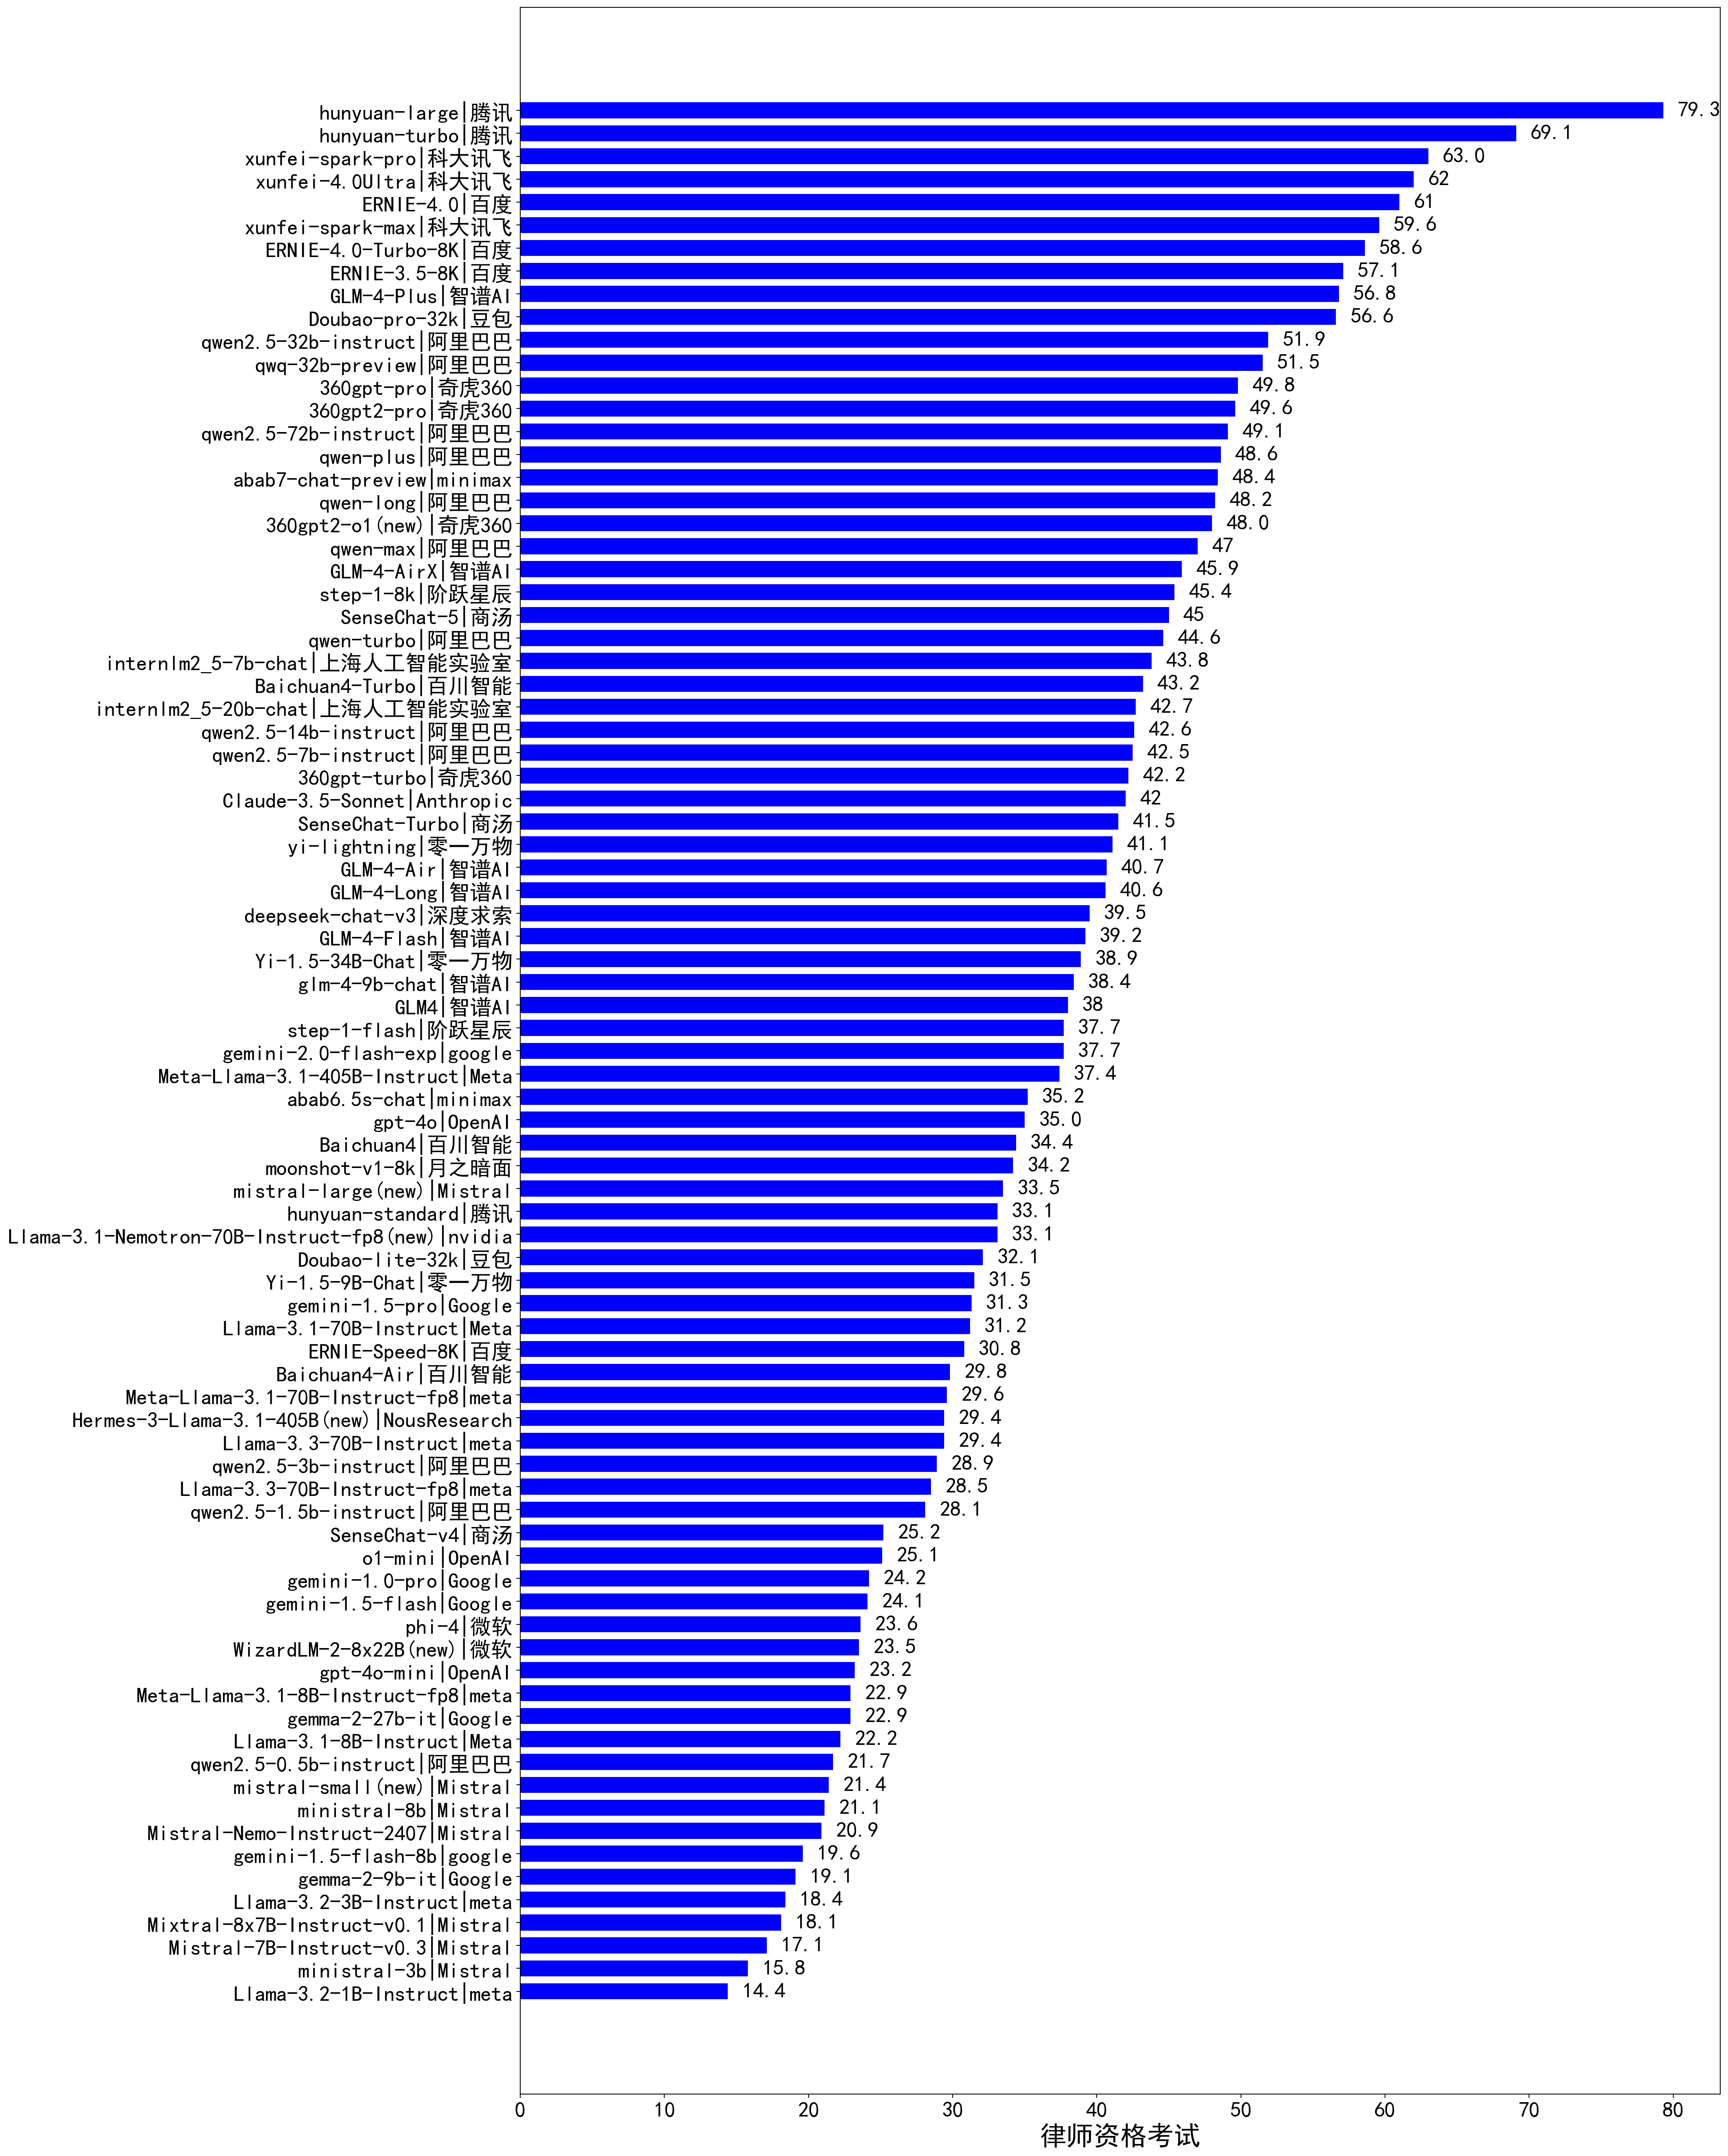 hunyuan-large|腾讯 79.3
hunyuan-turbo|腾讯 69.1
xunfei-spark-pro|科大讯飞 63.0
xunfei-4.0Ultra|科大讯飞 62
ERNIE-4.0|百度 61
xunfei-spark-max|科大讯飞 59.6
ERNIE-4.0-Turbo-8K|百度 58.6
ERNIE-3.5-8K|百度 57.1
GLM-4-Plus|智谱AI 56.8
Doubao-pro-32k|豆包 56.6
qwen2.5-32b-instruct|阿里巴巴 51.9
qwq-32b-preview|阿里巴巴 51.5
360gpt-pro|奇虎360 49.8
360gpt2-pro|奇虎360 49.6
qwen2.5-72b-instruct|阿里巴巴 49.1
qwen-plus|阿里巴巴 48.6
abab7-chat-preview|minimax 48.4
qwen-long|阿里巴巴 48.2
360gpt2-o1(new)|奇虎360 48.0
qwen-max|阿里巴巴 47
GLM-4-AirX|智谱AI 45.9
step-1-8k|阶跃星辰 45.4
SenseChat-5|商汤 45
qwen-turbo|阿里巴巴 44.6
internlm2_5-7b-chat|上海人工智能实验室 43.8
Baichuan4-Turbo|百川智能 43.2
internlm2_5-20b-chat|上海人工智能实验室 42.7
qwen2.5-14b-instruct|阿里巴巴 42.6
qwen2.5-7b-instruct|阿里巴巴 42.5
360gpt-turbo|奇虎360 42.2
Claude-3.5-Sonnet|Anthropic 42
SenseChat-Turbo|商汤 41.5
yi-lightning|零一万物 41.1
GLM-4-Air|智谱AI 40.7
GLM-4-Long|智谱AI 40.6
deepseek-chat-v3|深度求索 39.5
GLM-4-Flash|智谱AI 39.2
Yi-1.5-34B-Chat|零一万物 38.9
glm-4-9b-chat|智谱AI 38.4
GLM4|智谱AI 38
step-1-flash|阶跃星辰 37.7
gemini-2.0-flash-exp|google 37.7
Meta-Llama-3.1-405B-Instruct|Meta 37.4
abab6.5s-chat|minimax 35.2
gpt-4o|OpenAI 35.0
Baichuan4|百川智能 34.4
moonshot-v1-8k|月之暗面 34.2
mistral-large(new)|Mistral 33.5
hunyuan-standard|腾讯 33.1
Llama-3.1-Nemotron-70B-Instruct-fp8(new)|nvidia 33.1
Doubao-lite-32k|豆包 32.1
Yi-1.5-9B-Chat|零一万物 31.5
gemini-1.5-pro|Google 31.3
Llama-3.1-70B-Instruct|Meta 31.2
ERNIE-Speed-8K|百度 30.8
Baichuan4-Air|百川智能 29.8
Meta-Llama-3.1-70B-Instruct-fp8|meta 29.6
Hermes-3-Llama-3.1-405B(new)|NousResearch 29.4
Llama-3.3-70B-Instruct|meta 29.4
qwen2.5-3b-instruct|阿里巴巴 28.9
Llama-3.3-70B-Instruct-fp8|meta 28.5
qwen2.5-1.5b-instruct|阿里巴巴 28.1
SenseChat-v4|商汤 25.2
o1-mini|OpenAI 25.1
gemini-1.0-pro|Google 24.2
gemini-1.5-flash|Google 24.1
phi-4|微软 23.6
WizardLM-2-8x22B(new)|微软 23.5
gpt-4o-mini|OpenAI 23.2
Meta-Llama-3.1-8B-Instruct-fp8|meta 22.9
gemma-2-27b-it|Google 22.9
Llama-3.1-8B-Instruct|Meta 22.2
qwen2.5-0.5b-instruct|阿里巴巴 21.7
mistral-small(new)|Mistral 21.4
ministral-8b|Mistral 21.1
Mistral-Nemo-Instruct-2407|Mistral 20.9
gemini-1.5-flash-8b|google 19.6
gemma-2-9b-it|Google 19.1
Llama-3.2-3B-Instruct|meta 18.4
Mixtral-8x7B-Instruct-v0.1|Mistral 18.1
Mistral-7B-Instruct-v0.3|Mistral 17.1
ministral-3b|Mistral 15.8
Llama-3.2-1B-Instruct|meta 14.4
0 10 20 30 40 50 60 70 80
律师资格考试